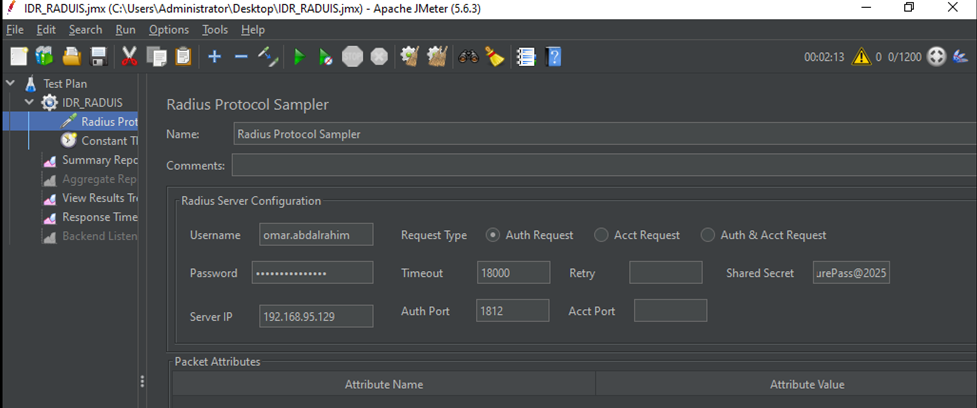 IDR_RADUIS.jmx (C:\Users\Administrator\Desktop\IDR_RADUIS.jmx) - Apache JMeter (5.6.3)
File Edit Search Run Options Tools Help
00:02:13 0 0/1200
Test Plan
IDR_RADUIS
Radius Prot
Constant Tl
Summary Repo
Aggregate Rep
View Results Tr
Response Time
Backend Listen
Radius Protocol Sampler
Name: Radius Protocol Sampler
Comments:
Radius Server Configuration
Username omar.abdalrahim Request Type Auth Request Acct Request Auth & Acct Request
Password ••••••••••••••• Timeout 18000 Retry Shared Secret urePass@2025
Server IP 192.168.95.129 Auth Port 1812 Acct Port
Packet Attributes
Attribute Name Attribute Value